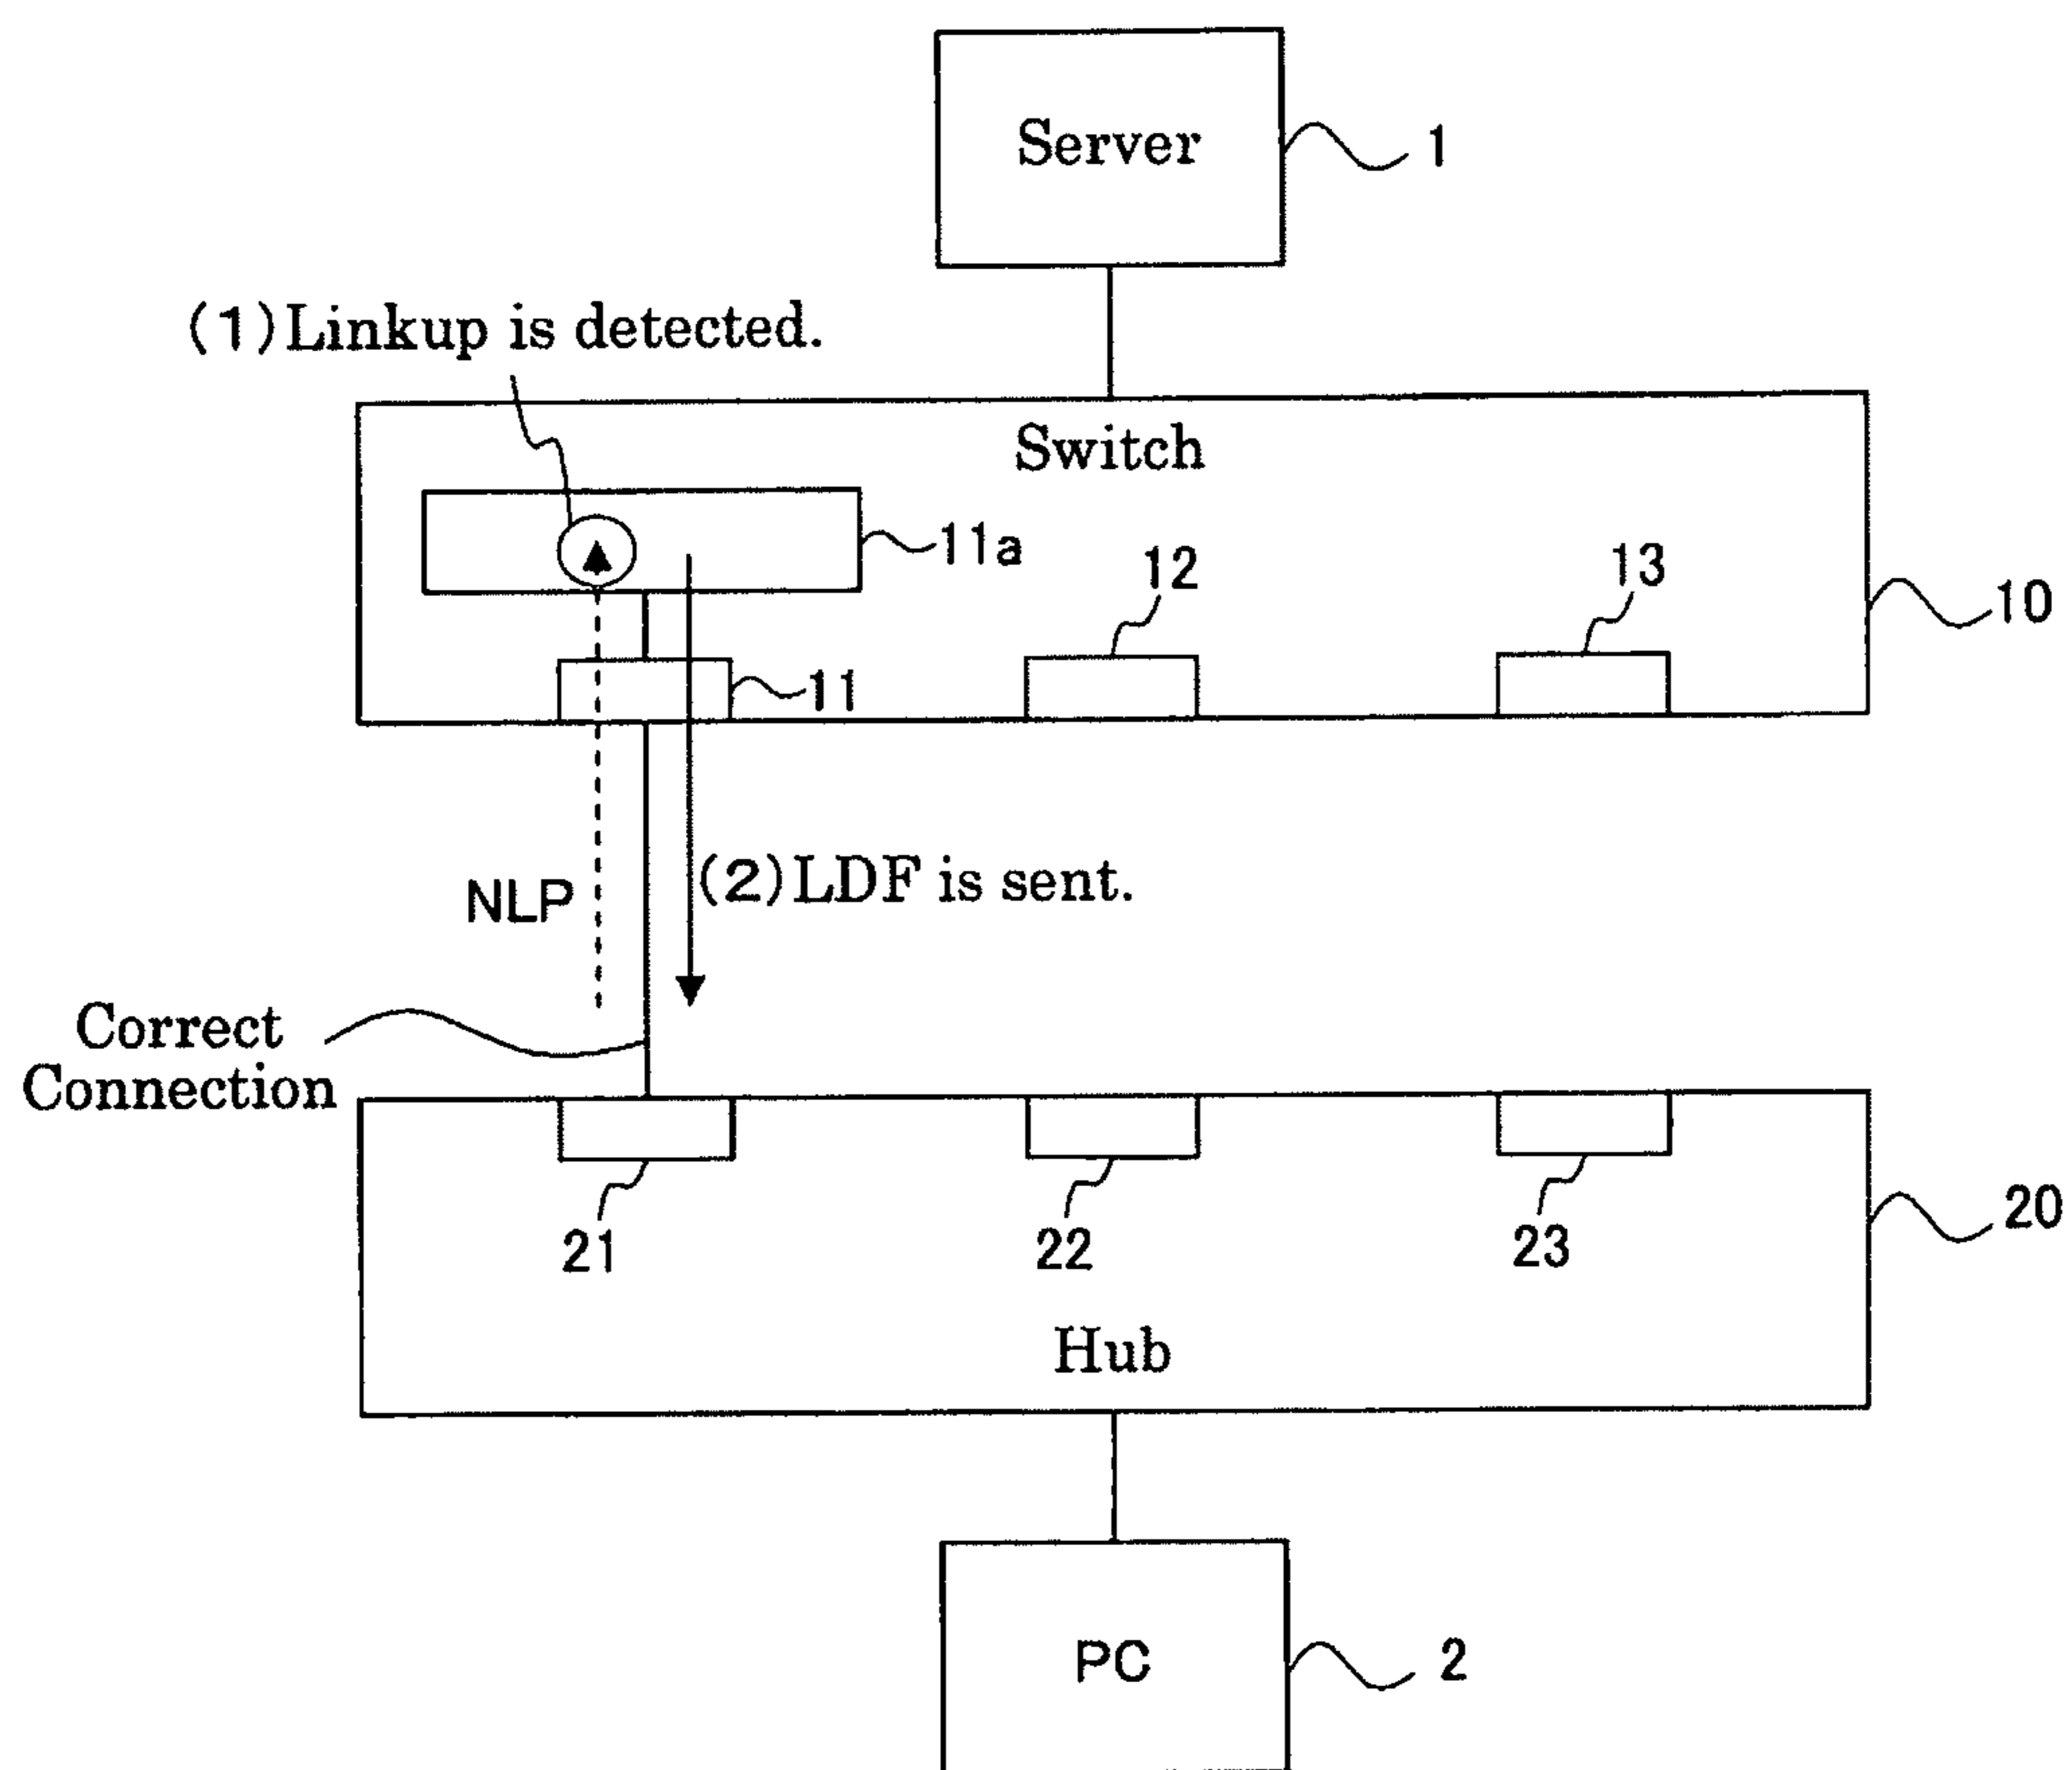 Server
1
(1)Linkup is detected.
Switch
11a
12
13
10
11
NLP
(2)LDF is sent.
Correct
Connection
21
22
23
20
Hub
PC
2